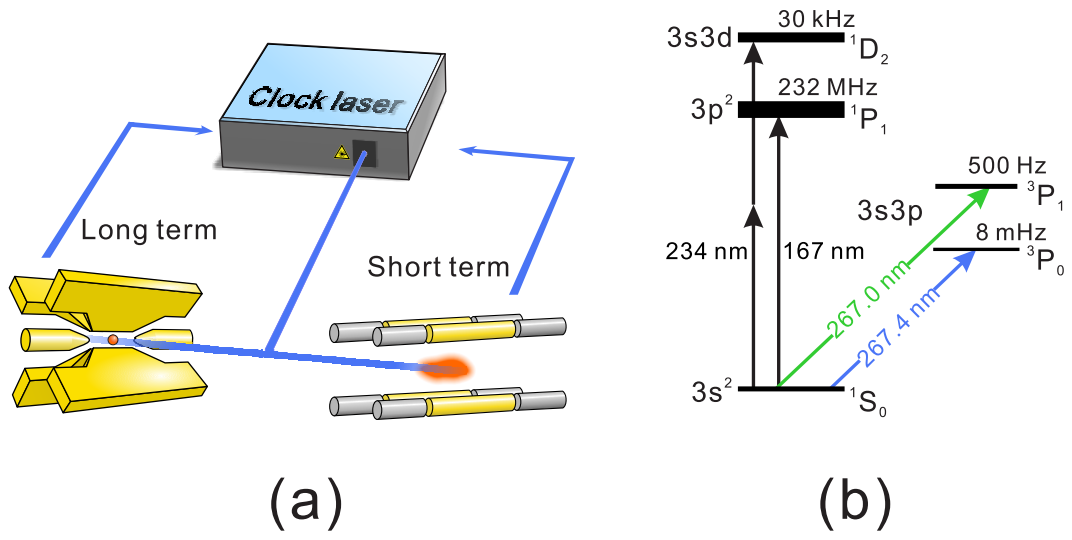 Clock laser
Long term
Short term
(a)
30 kHz
3s3d ¹D₂
232 MHz
3p² ¹P₁
500 Hz
³P₁
3s3p
8 mHz
³P₀
234 nm
167 nm
267.0 nm
267.4 nm
3s² ¹S₀
(b)